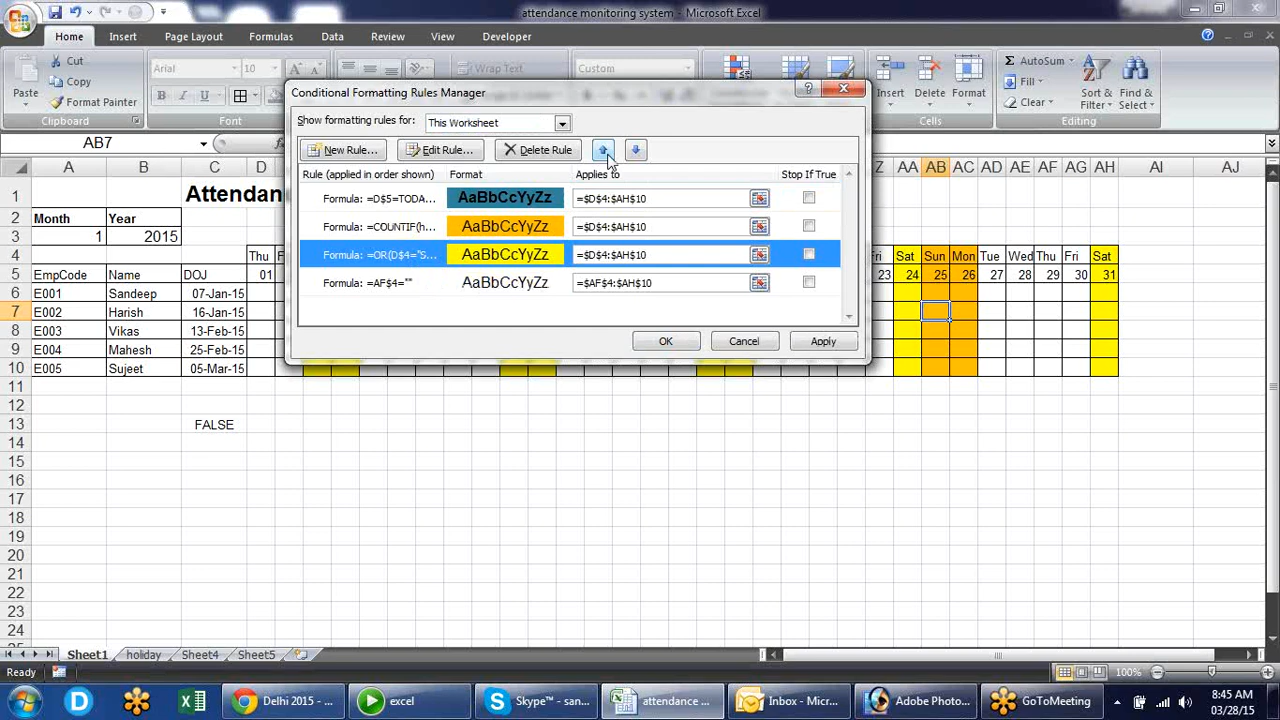 attendance monitoring system - Microsoft Excel
Home Insert Page Layout Formulas Data Review View Developer
Paste Cut Copy Format Painter
Arial 10 Wrap Text Custom
Insert Delete Format
AutoSum Fill Clear Sort & Filter Find & Select
Clipboard Font Cells Editing
AB7
Conditional Formatting Rules Manager
Show formatting rules for: This Worksheet
New Rule... Edit Rule... Delete Rule
Rule (applied in order shown) Format Applies to Stop If True
Formula: =D$5=TODA... AaBbCcYyZz =$D$4:$AH$10
Formula: =COUNTIF(h... AaBbCcYyZz =$D$4:$AH$10
Formula: =OR(D$4="S... AaBbCcYyZz =$D$4:$AH$10
Formula: =AF$4="" AaBbCcYyZz =$AF$4:$AH$10
OK Cancel Apply
A B C D Z AA AB AC AD AE AF AG AH AI AJ
1 Attendan
2 Month Year
3 1 2015
4 Thu F Fri Sat Sun Mon Tue Wed Thu Fri Sat
5 EmpCode Name DOJ 01 23 24 25 26 27 28 29 30 31
6 E001 Sandeep 07-Jan-15
7 E002 Harish 16-Jan-15
8 E003 Vikas 13-Feb-15
9 E004 Mahesh 25-Feb-15
10 E005 Sujeet 05-Mar-15
11
12
13 FALSE
14
15
16
17
18
19
20
21
22
23
24
Sheet1 holiday Sheet4 Sheet5
Ready 100%
Delhi 2015 - ... excel Skype™ - san... attendance ... Inbox - Micr... Adobe Photo... GoToMeeting
8:45 AM
03/28/15